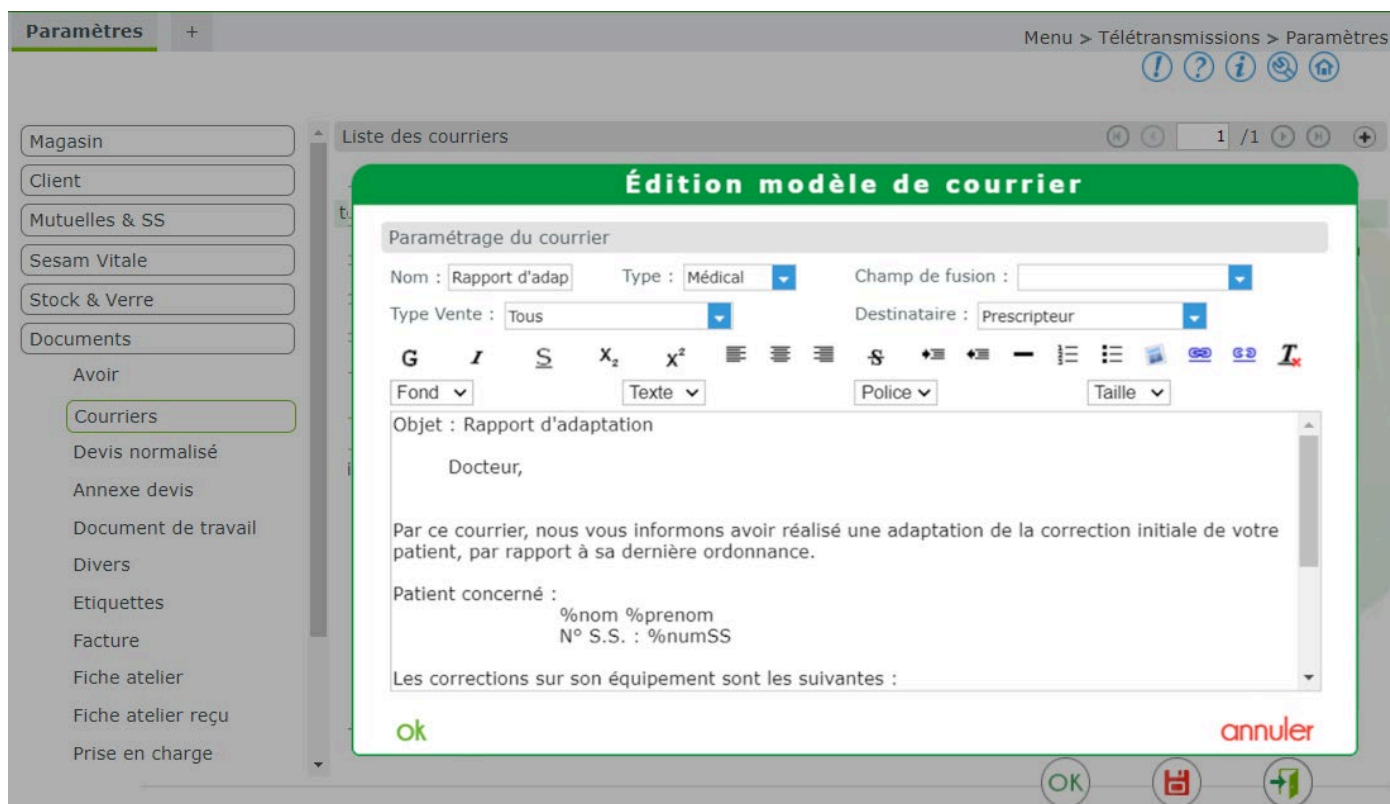 Paramètres +
Menu > Télétransmissions > Paramètres
Magasin
Client
Mutuelles & SS
Sesam Vitale
Stock & Verre
Documents
Avoir
Courriers
Devis normalisé
Annexe devis
Document de travail
Divers
Etiquettes
Facture
Fiche atelier
Fiche atelier reçu
Prise en charge
Liste des courriers
1 /1
Édition modèle de courrier
Paramétrage du courrier
Nom : Rapport d'adap Type : Médical Champ de fusion :
Type Vente : Tous Destinataire : Prescripteur
G I S X₂ X² S T
Fond Texte Police Taille
Objet : Rapport d'adaptation
Docteur,
Par ce courrier, nous vous informons avoir réalisé une adaptation de la correction initiale de votre
patient, par rapport à sa dernière ordonnance.
Patient concerné :
%nom %prenom
N° S.S. : %numSS
Les corrections sur son équipement sont les suivantes :
ok annuler
OK